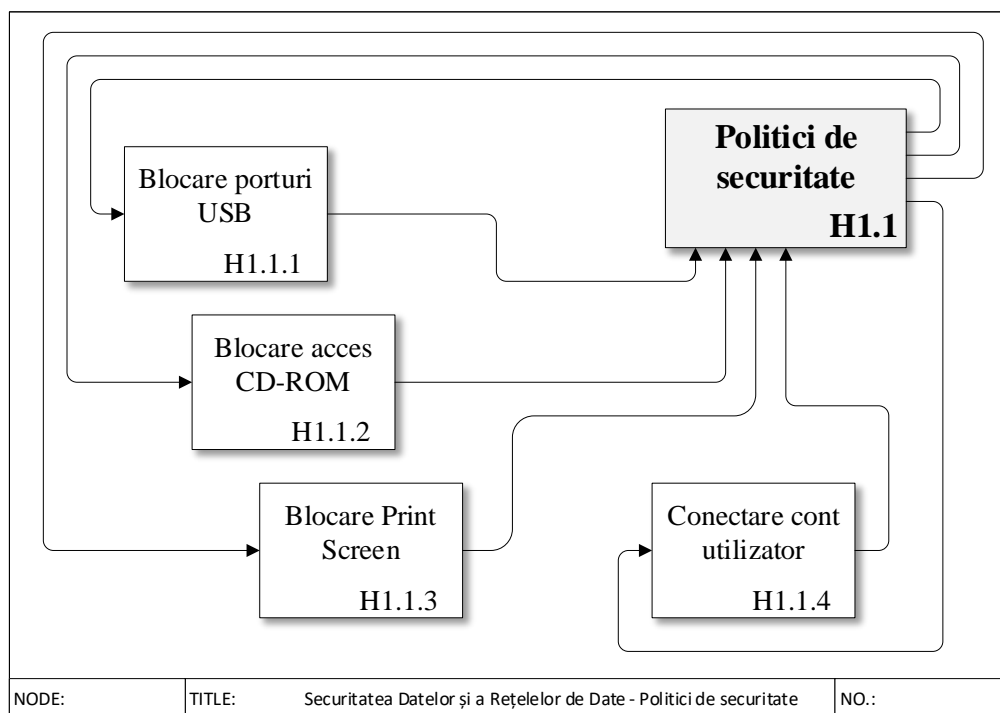 Politici de
securitate
H1.1
Blocare porturi
USB
H1.1.1
Blocare acces
CD-ROM
H1.1.2
Blocare Print
Screen
H1.1.3
Conectare cont
utilizator
H1.1.4
NODE: TITLE: Securitatea Datelor și a Rețelelor de Date - Politici de securitate NO.: